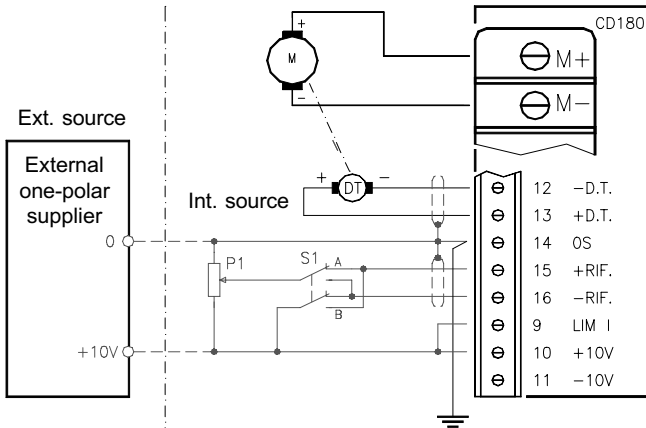 CD180
+
M
M+
-
M-
Ext. source
External
one-polar
supplier
+ DT -
12 -D.T.
Int. source
13 +D.T.
0
14 0S
P1
S1
A
15 +RIF.
16 -RIF.
B
9 LIM I
+10V
10 +10V
11 -10V